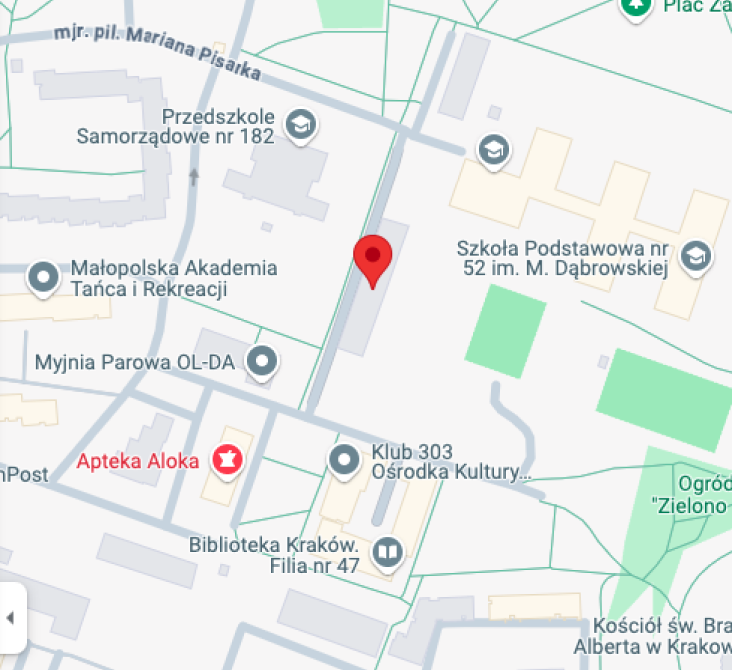 Plac Za
mjr. pil. Mariana Pisarka
Przedszkole
Samorządowe nr 182
Szkoła Podstawowa nr
52 im. M. Dąbrowskiej
Małopolska Akademia
Tańca i Rekreacji
Myjnia Parowa OL-DA
Klub 303
Ośrodka Kultury...
Apteka Aloka
nPost
Ogród
"Zielono
Biblioteka Kraków.
Filia nr 47
Kościół św. Bra
Alberta w Krakow